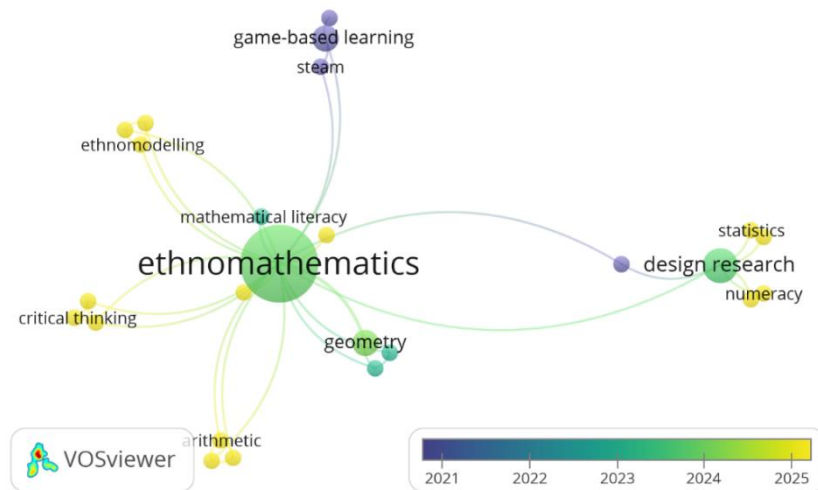 game-based learning
steam
ethnomodelling
mathematical literacy
statistics
ethnomathematics
design research
numeracy
critical thinking
geometry
arithmetic
VOSviewer
2021 2022 2023 2024 2025